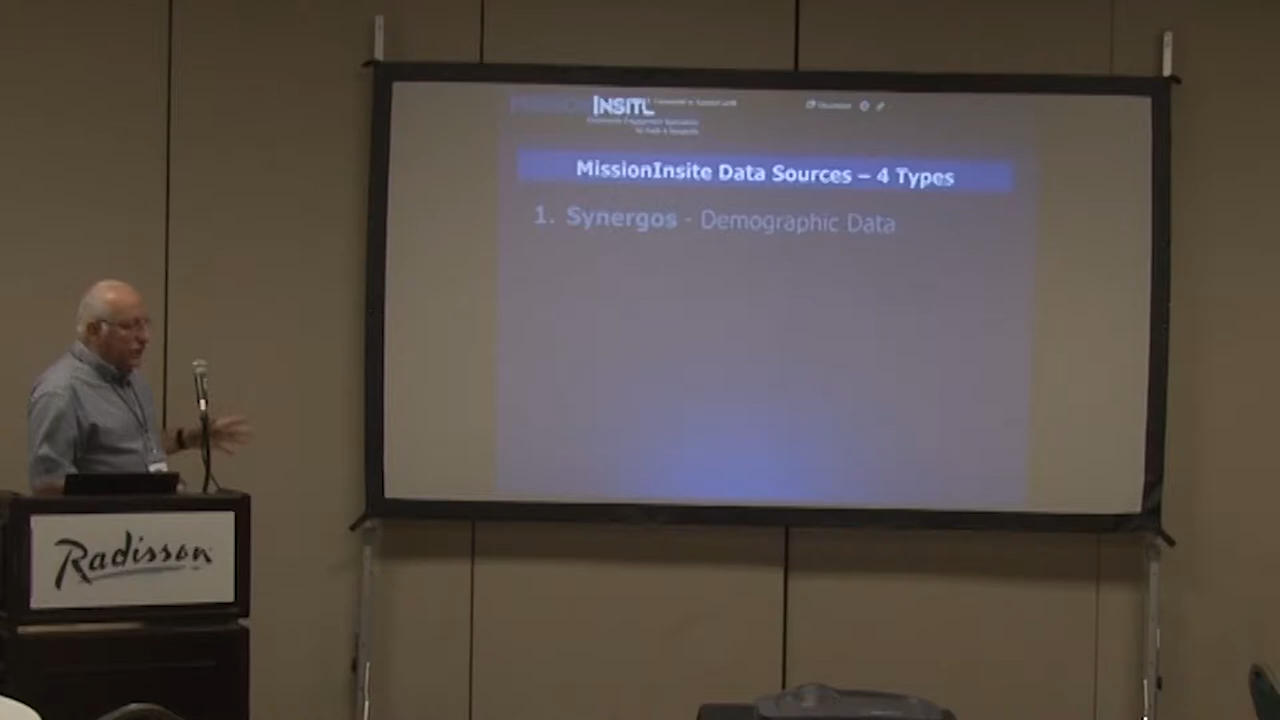 INSITE
MissionInsite Data Sources – 4 Types
1. Synergos - Demographic Data
Radisson